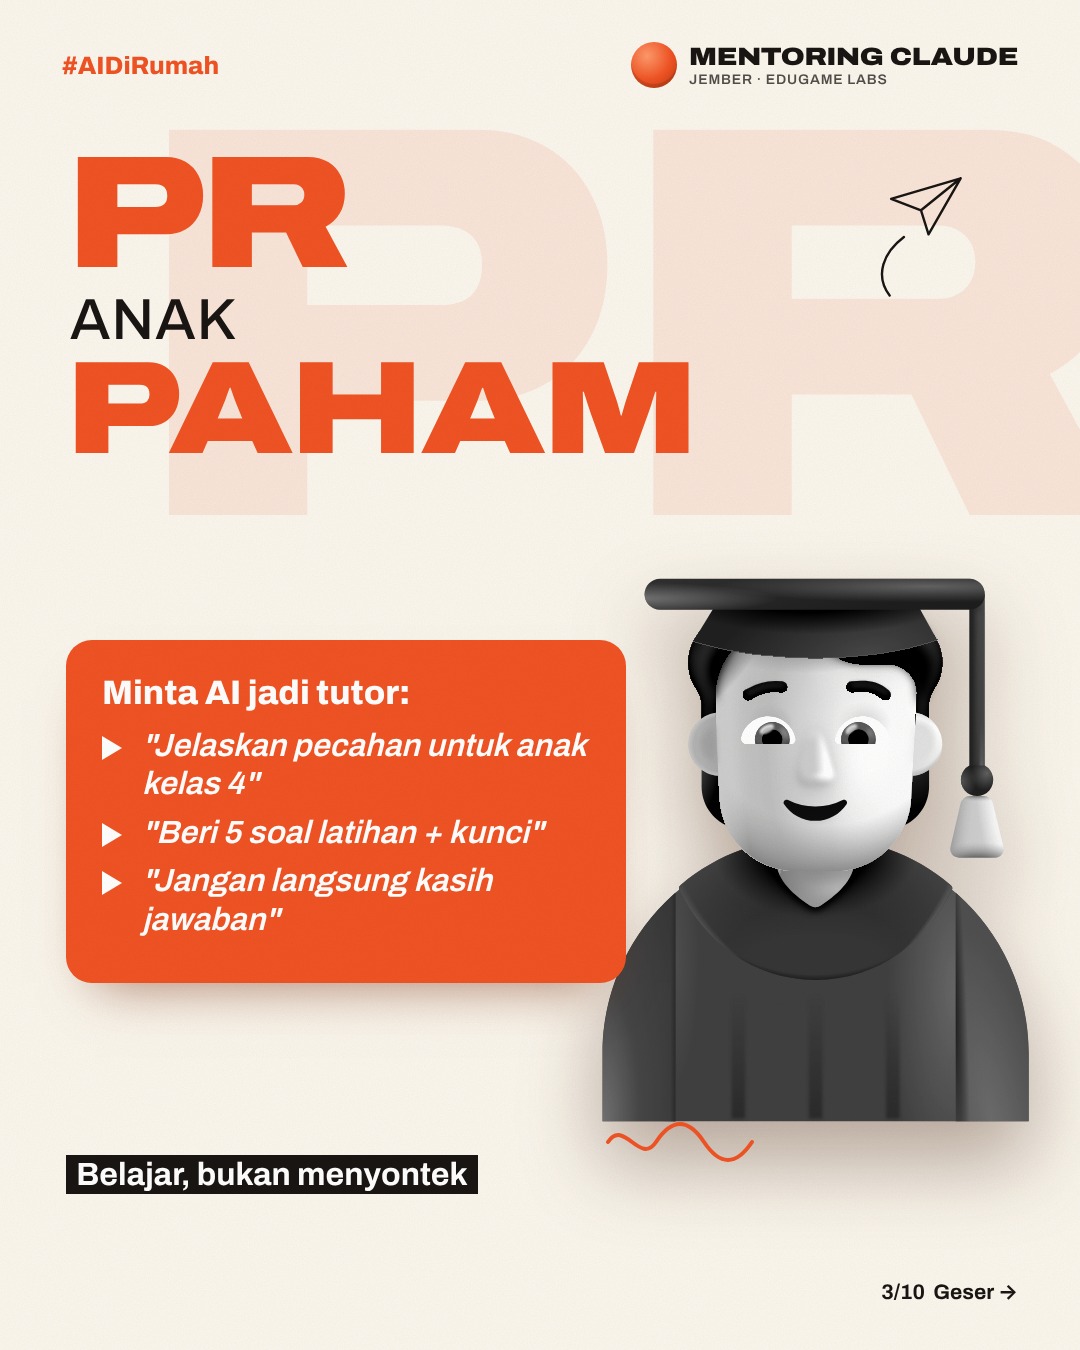 #AIDiRumah
MENTORING CLAUDE
JEMBER · EDUGAME LABS
PR
PR
ANAK
PAHAM
Minta AI jadi tutor:
"Jelaskan pecahan untuk anak
kelas 4"
"Beri 5 soal latihan + kunci"
"Jangan langsung kasih
jawaban"
Belajar, bukan menyontek
3/10 Geser →